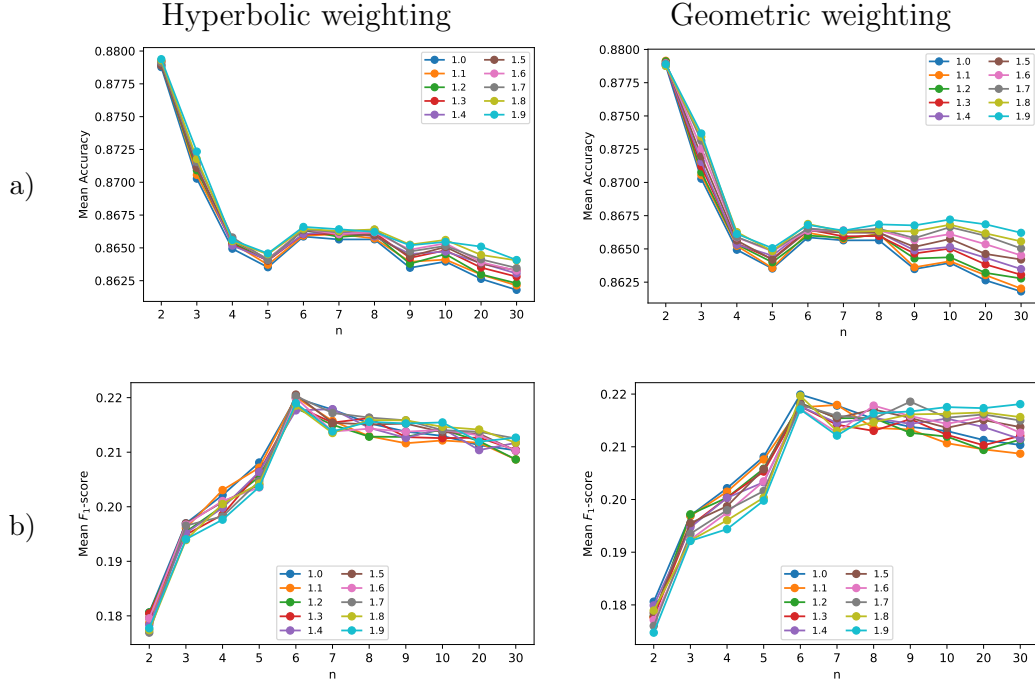 Hyperbolic weighting
Geometric weighting
a)
Mean Accuracy
0.8800
0.8775
0.8750
0.8725
0.8700
0.8675
0.8650
0.8625
2 3 4 5 6 7 8 9 10 20 30
n
1.0 1.5
1.1 1.6
1.2 1.7
1.3 1.8
1.4 1.9
Mean Accuracy
0.8800
0.8775
0.8750
0.8725
0.8700
0.8675
0.8650
0.8625
2 3 4 5 6 7 8 9 10 20 30
n
1.0 1.5
1.1 1.6
1.2 1.7
1.3 1.8
1.4 1.9
b)
Mean F₁-score
0.22
0.21
0.20
0.19
0.18
2 3 4 5 6 7 8 9 10 20 30
n
1.0 1.5
1.1 1.6
1.2 1.7
1.3 1.8
1.4 1.9
Mean F₁-score
0.22
0.21
0.20
0.19
0.18
2 3 4 5 6 7 8 9 10 20 30
n
1.0 1.5
1.1 1.6
1.2 1.7
1.3 1.8
1.4 1.9